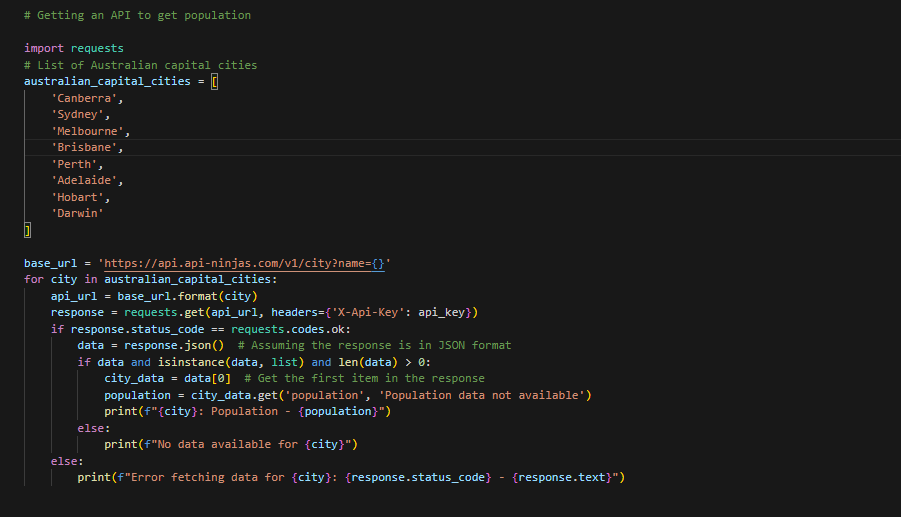 # Getting an API to get population
import requests
# List of Australian capital cities
australian_capital_cities = [
    'Canberra',
    'Sydney',
    'Melbourne',
    'Brisbane',
    'Perth',
    'Adelaide',
    'Hobart',
    'Darwin'
]
base_url = 'https://api.api-ninjas.com/v1/city?name={}'
for city in australian_capital_cities:
    api_url = base_url.format(city)
    response = requests.get(api_url, headers={'X-Api-Key': api_key})
    if response.status_code == requests.codes.ok:
        data = response.json()  # Assuming the response is in JSON format
        if data and isinstance(data, list) and len(data) > 0:
            city_data = data[0]  # Get the first item in the response
            population = city_data.get('population', 'Population data not available')
            print(f"{city}: Population - {population}")
        else:
            print(f"No data available for {city}")
    else:
        print(f"Error fetching data for {city}: {response.status_code} - {response.text}")